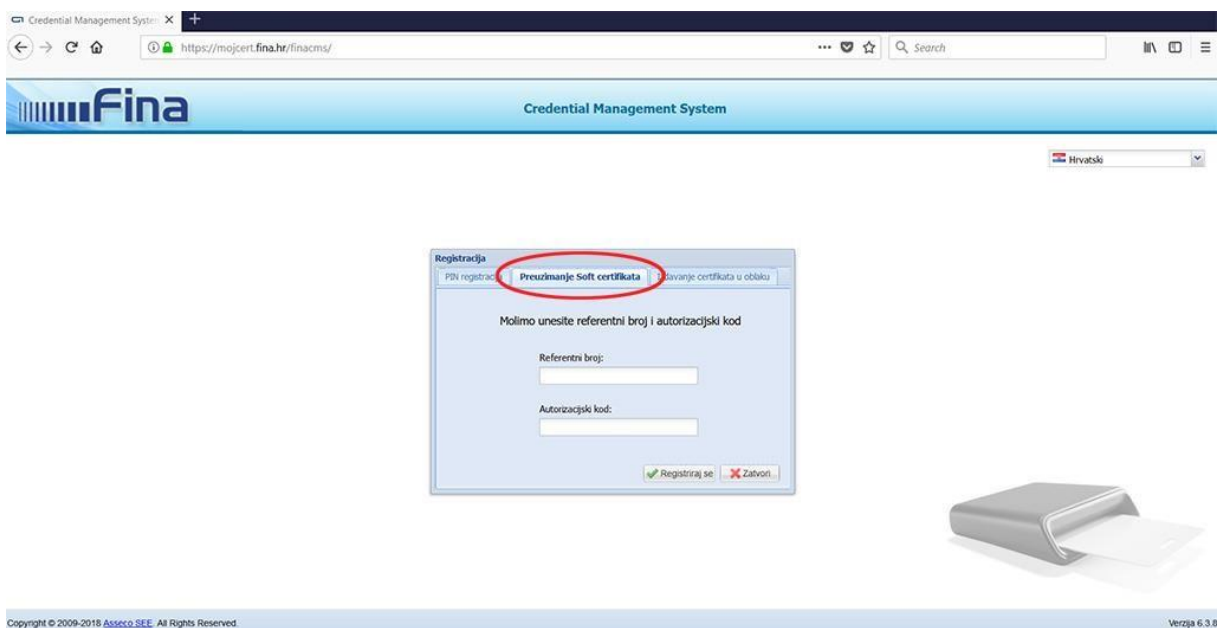 Credential Management System
https://mojcert.fina.hr/finacms/
Search
Fina
Credential Management System
Hrvatski
Registracija
PIN registracija Preuzimanje Soft certifikata Izdavanje certifikata u oblaku
Molimo unesite referentni broj i autorizacijski kod
Referentni broj:
Autorizacijski kod:
Registriraj se Zatvori
Copyright © 2009-2018 Asseco SEE. All Rights Reserved.
Verzija 6.3.8